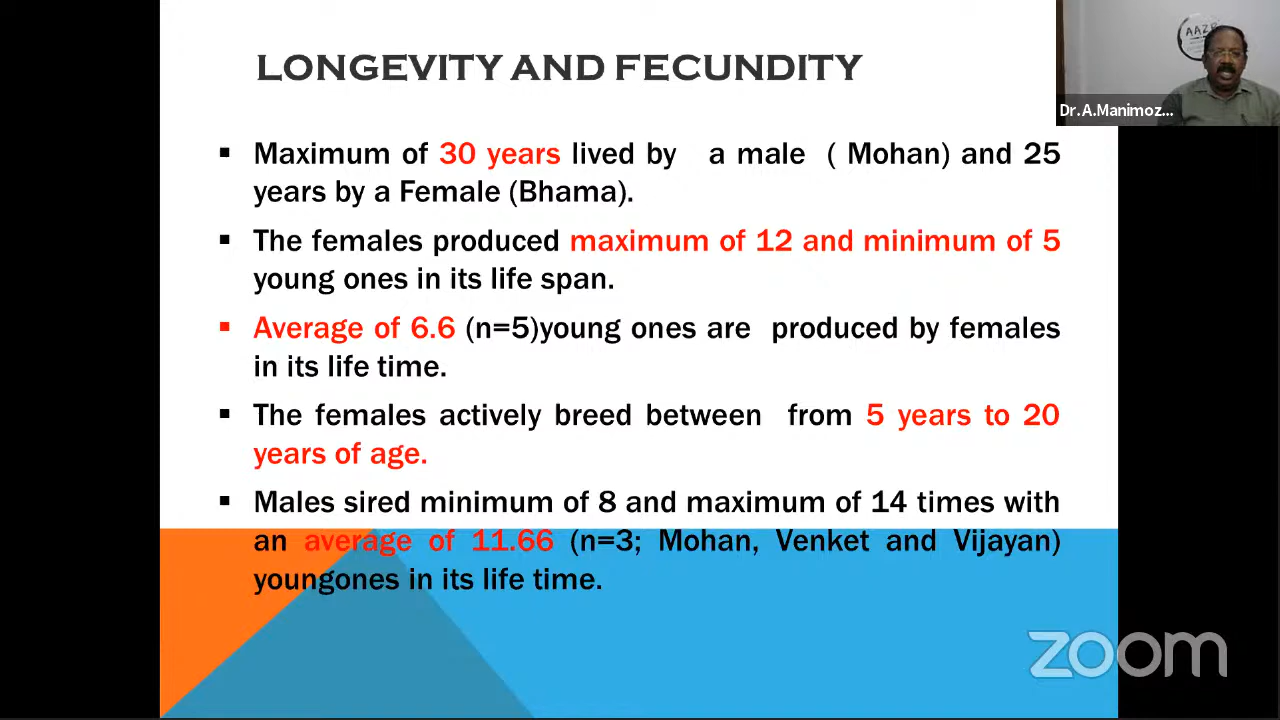 LONGEVITY AND FECUNDITY
AAZP
Dr.A.Manimoz...
▪ Maximum of 30 years lived by a male ( Mohan) and 25
years by a Female (Bhama).
▪ The females produced maximum of 12 and minimum of 5
young ones in its life span.
▪ Average of 6.6 (n=5)young ones are produced by females
in its life time.
▪ The females actively breed between from 5 years to 20
years of age.
▪ Males sired minimum of 8 and maximum of 14 times with
an average of 11.66 (n=3; Mohan, Venket and Vijayan)
youngones in its life time.
zoom